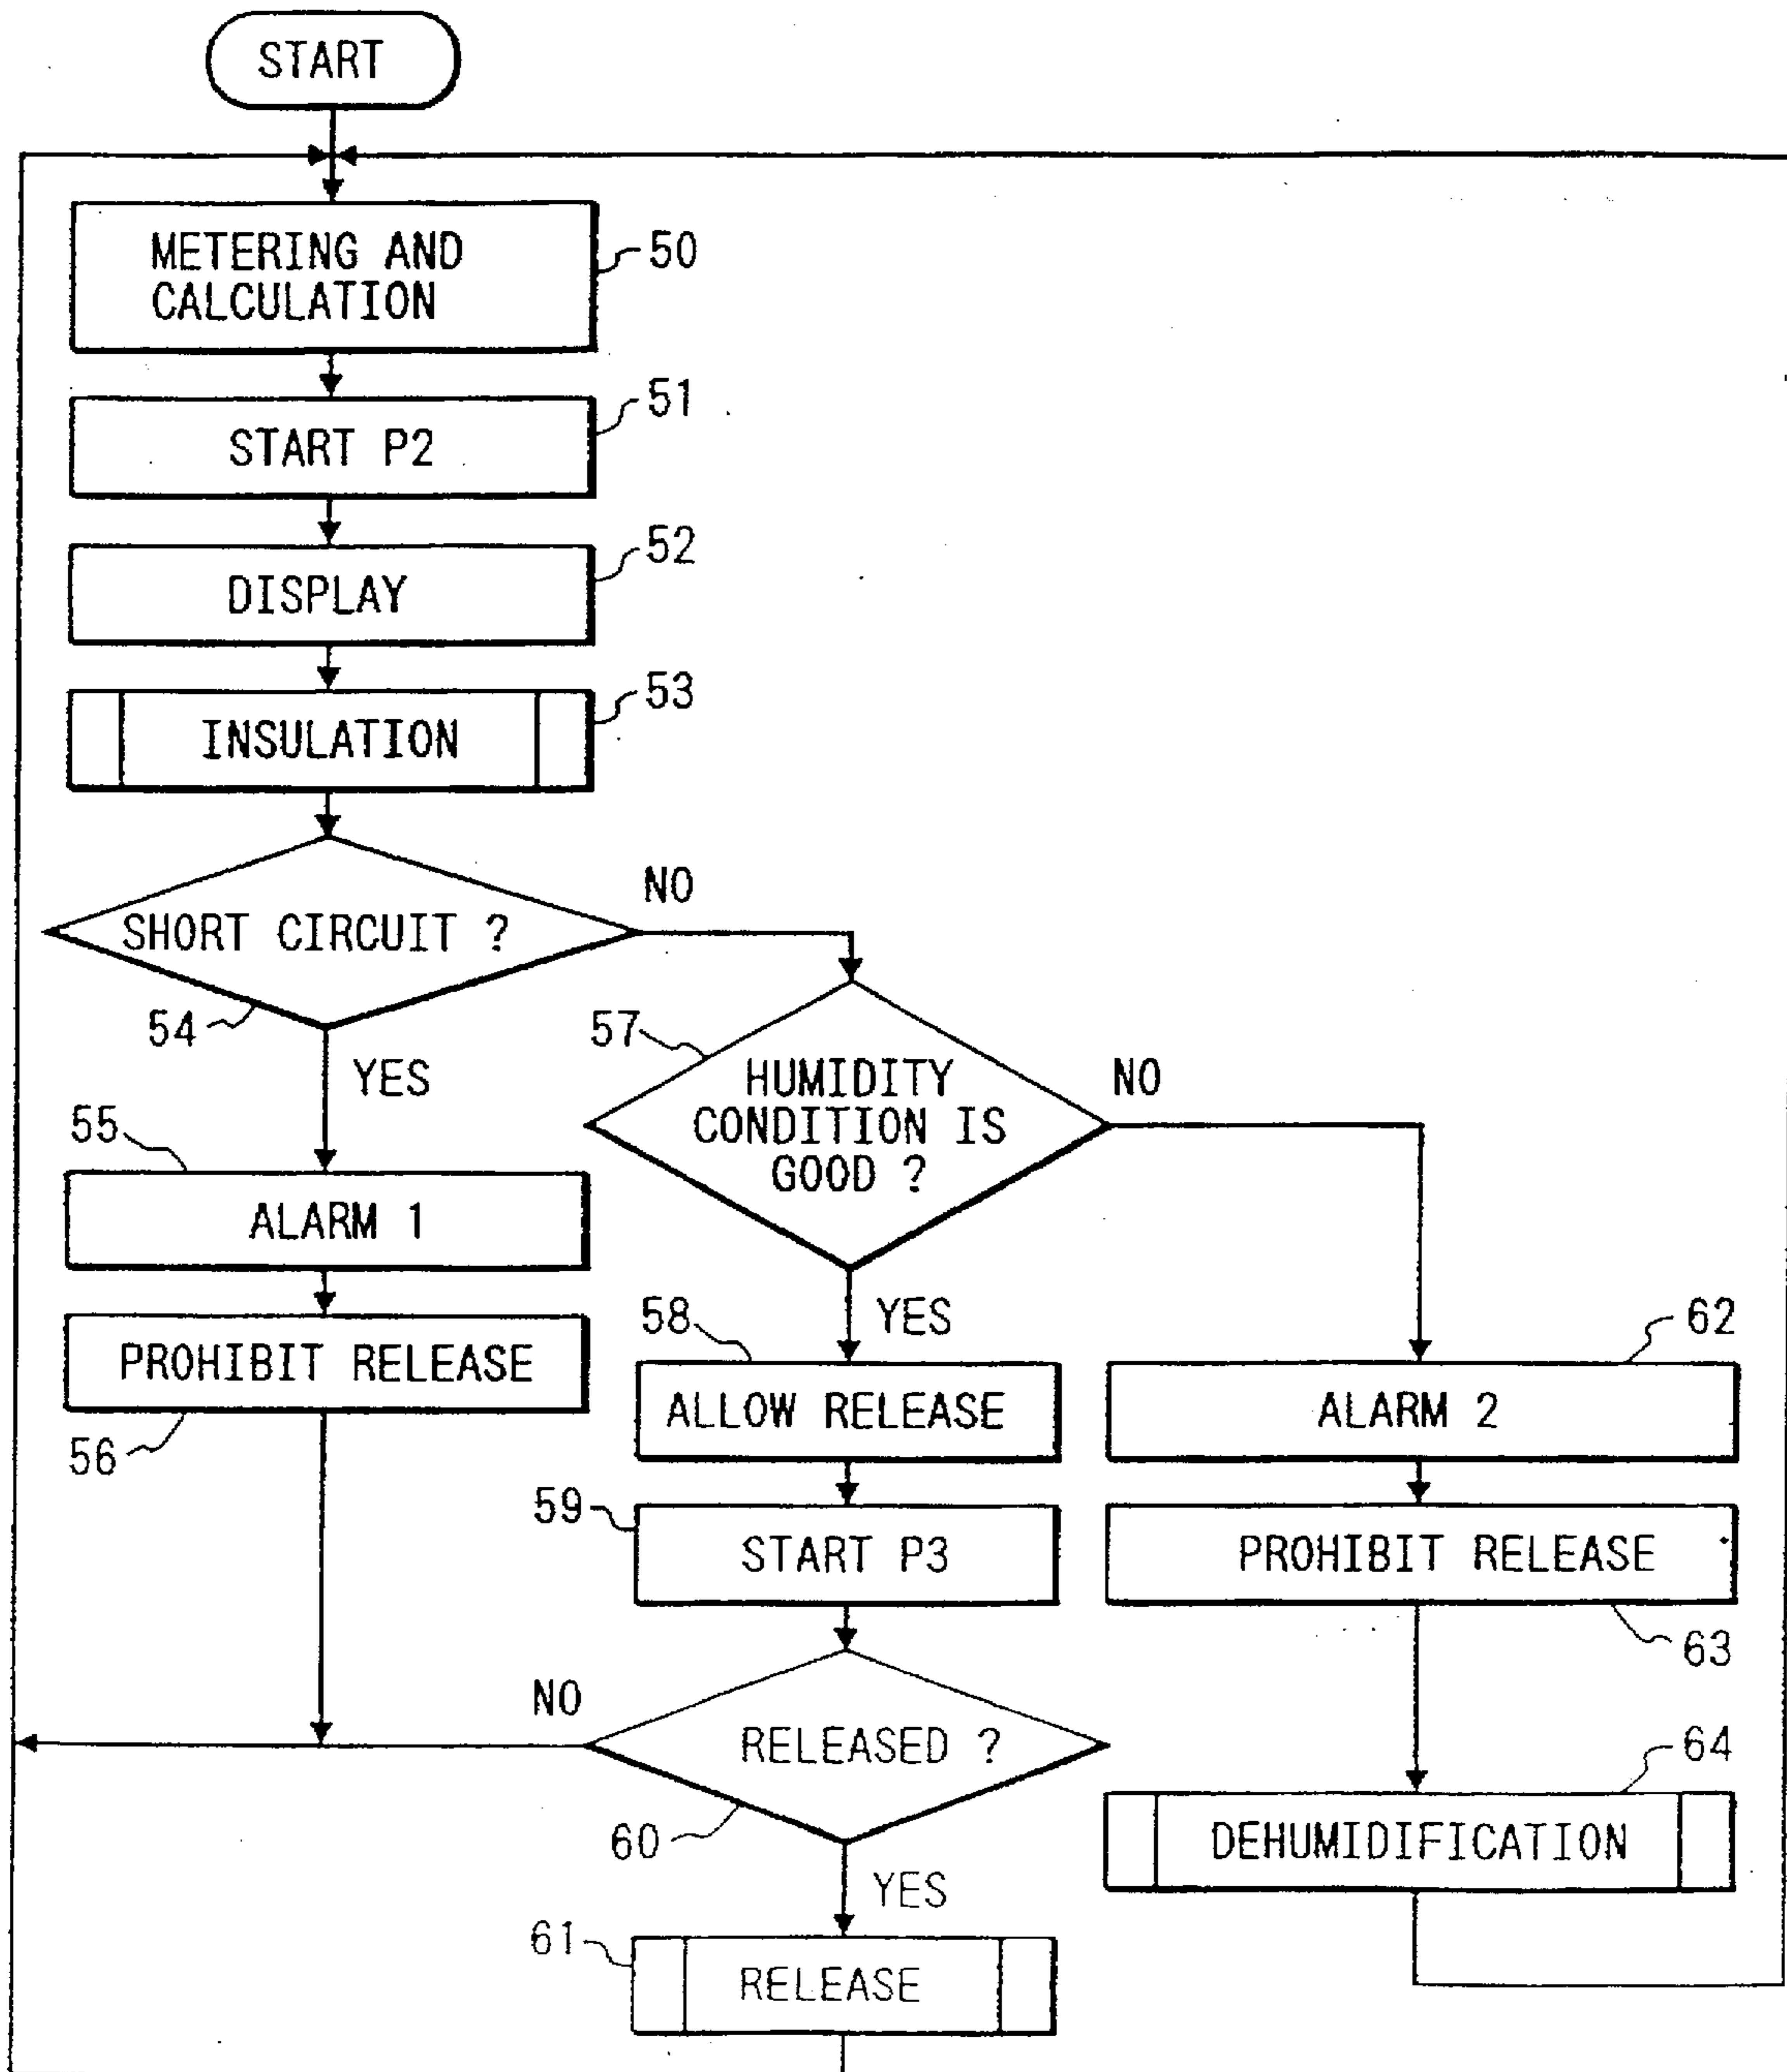 START
METERING AND
CALCULATION
50
START P2
51
DISPLAY
52
INSULATION
53
SHORT CIRCUIT ?
54
NO
YES
55
ALARM 1
PROHIBIT RELEASE
56
57
HUMIDITY
CONDITION IS
GOOD ?
NO
YES
58
ALLOW RELEASE
59
START P3
RELEASED ?
NO
60
YES
61
RELEASE
62
ALARM 2
PROHIBIT RELEASE
63
64
DEHUMIDIFICATION